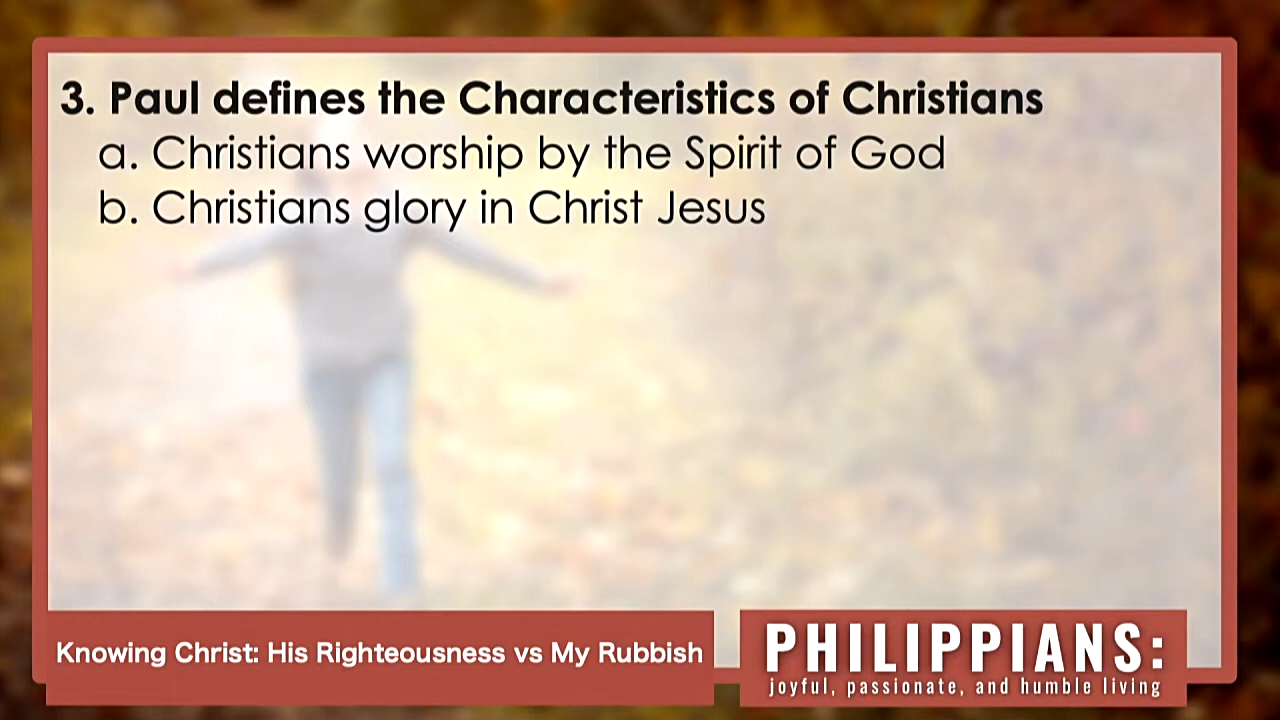 3. Paul defines the Characteristics of Christians
a. Christians worship by the Spirit of God
b. Christians glory in Christ Jesus
Knowing Christ: His Righteousness vs My Rubbish
PHILIPPIANS:
joyful, passionate, and humble living